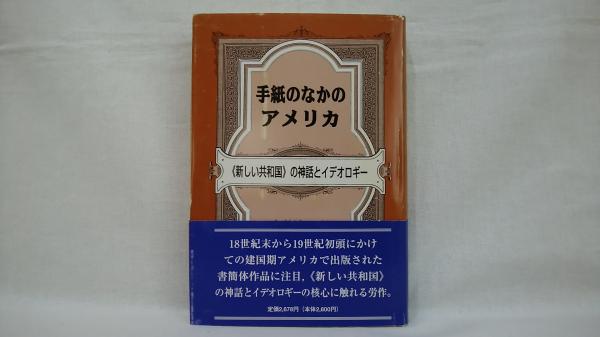 手紙のなかの
アメリカ
《新しい共和国》の神話とイデオロギー
18世紀末から19世紀初頭にかけ
ての建国期アメリカで出版された
書簡体作品に注目,《新しい共和国》
の神話とイデオロギーの核心に触れる労作。
定価2,678円（本体2,600円）